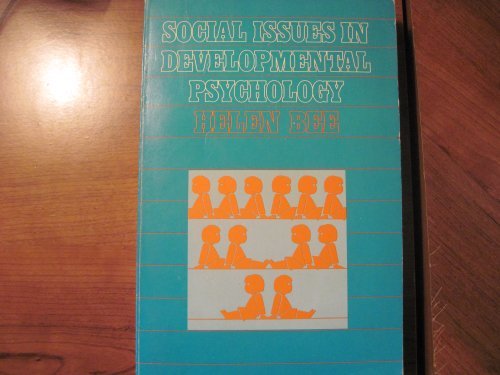 SOCIAL ISSUES IN
DEVELOPMENTAL
PSYCHOLOGY
HELEN BEE